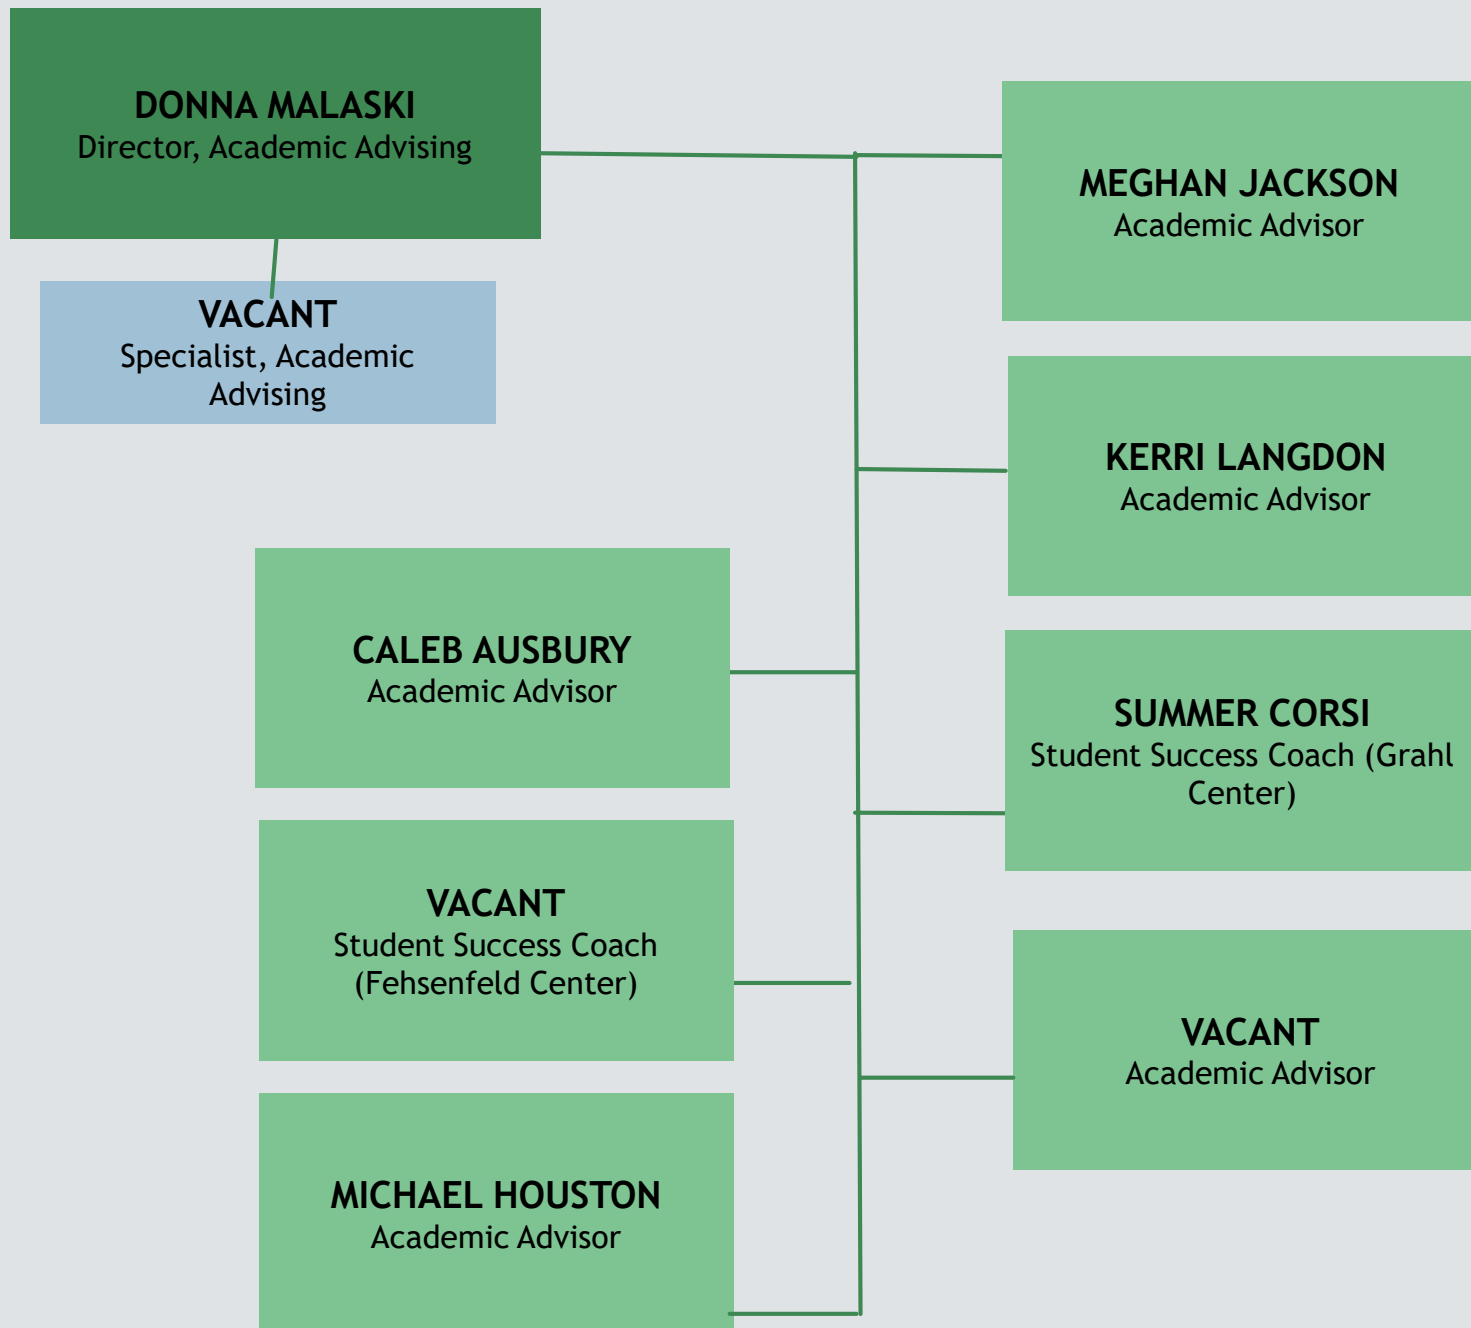 DONNA MALASKI
Director, Academic Advising
VACANT
Specialist, Academic
Advising
MEGHAN JACKSON
Academic Advisor
KERRI LANGDON
Academic Advisor
CALEB AUSBURY
Academic Advisor
SUMMER CORSI
Student Success Coach (Grahl
Center)
VACANT
Student Success Coach
(Fehsenfeld Center)
VACANT
Academic Advisor
MICHAEL HOUSTON
Academic Advisor